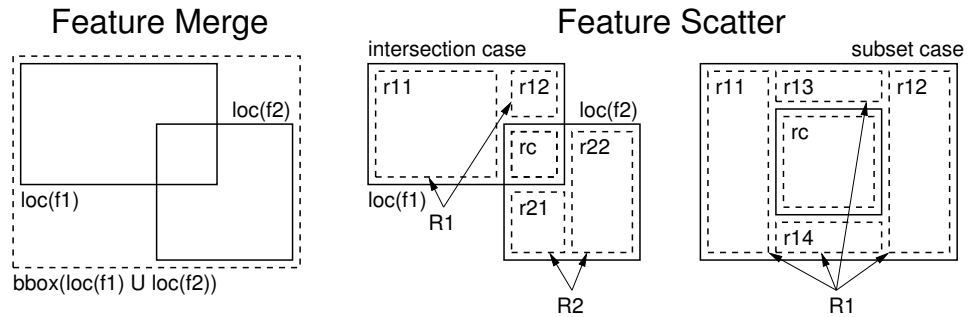 Feature Merge
loc(f2)
loc(f1)
bbox(loc(f1) U loc(f2))
Feature Scatter
intersection case
r11
r12
loc(f2)
rc
r22
loc(f1)
R1
r21
R2
subset case
r11
r13
r12
rc
r14
R1